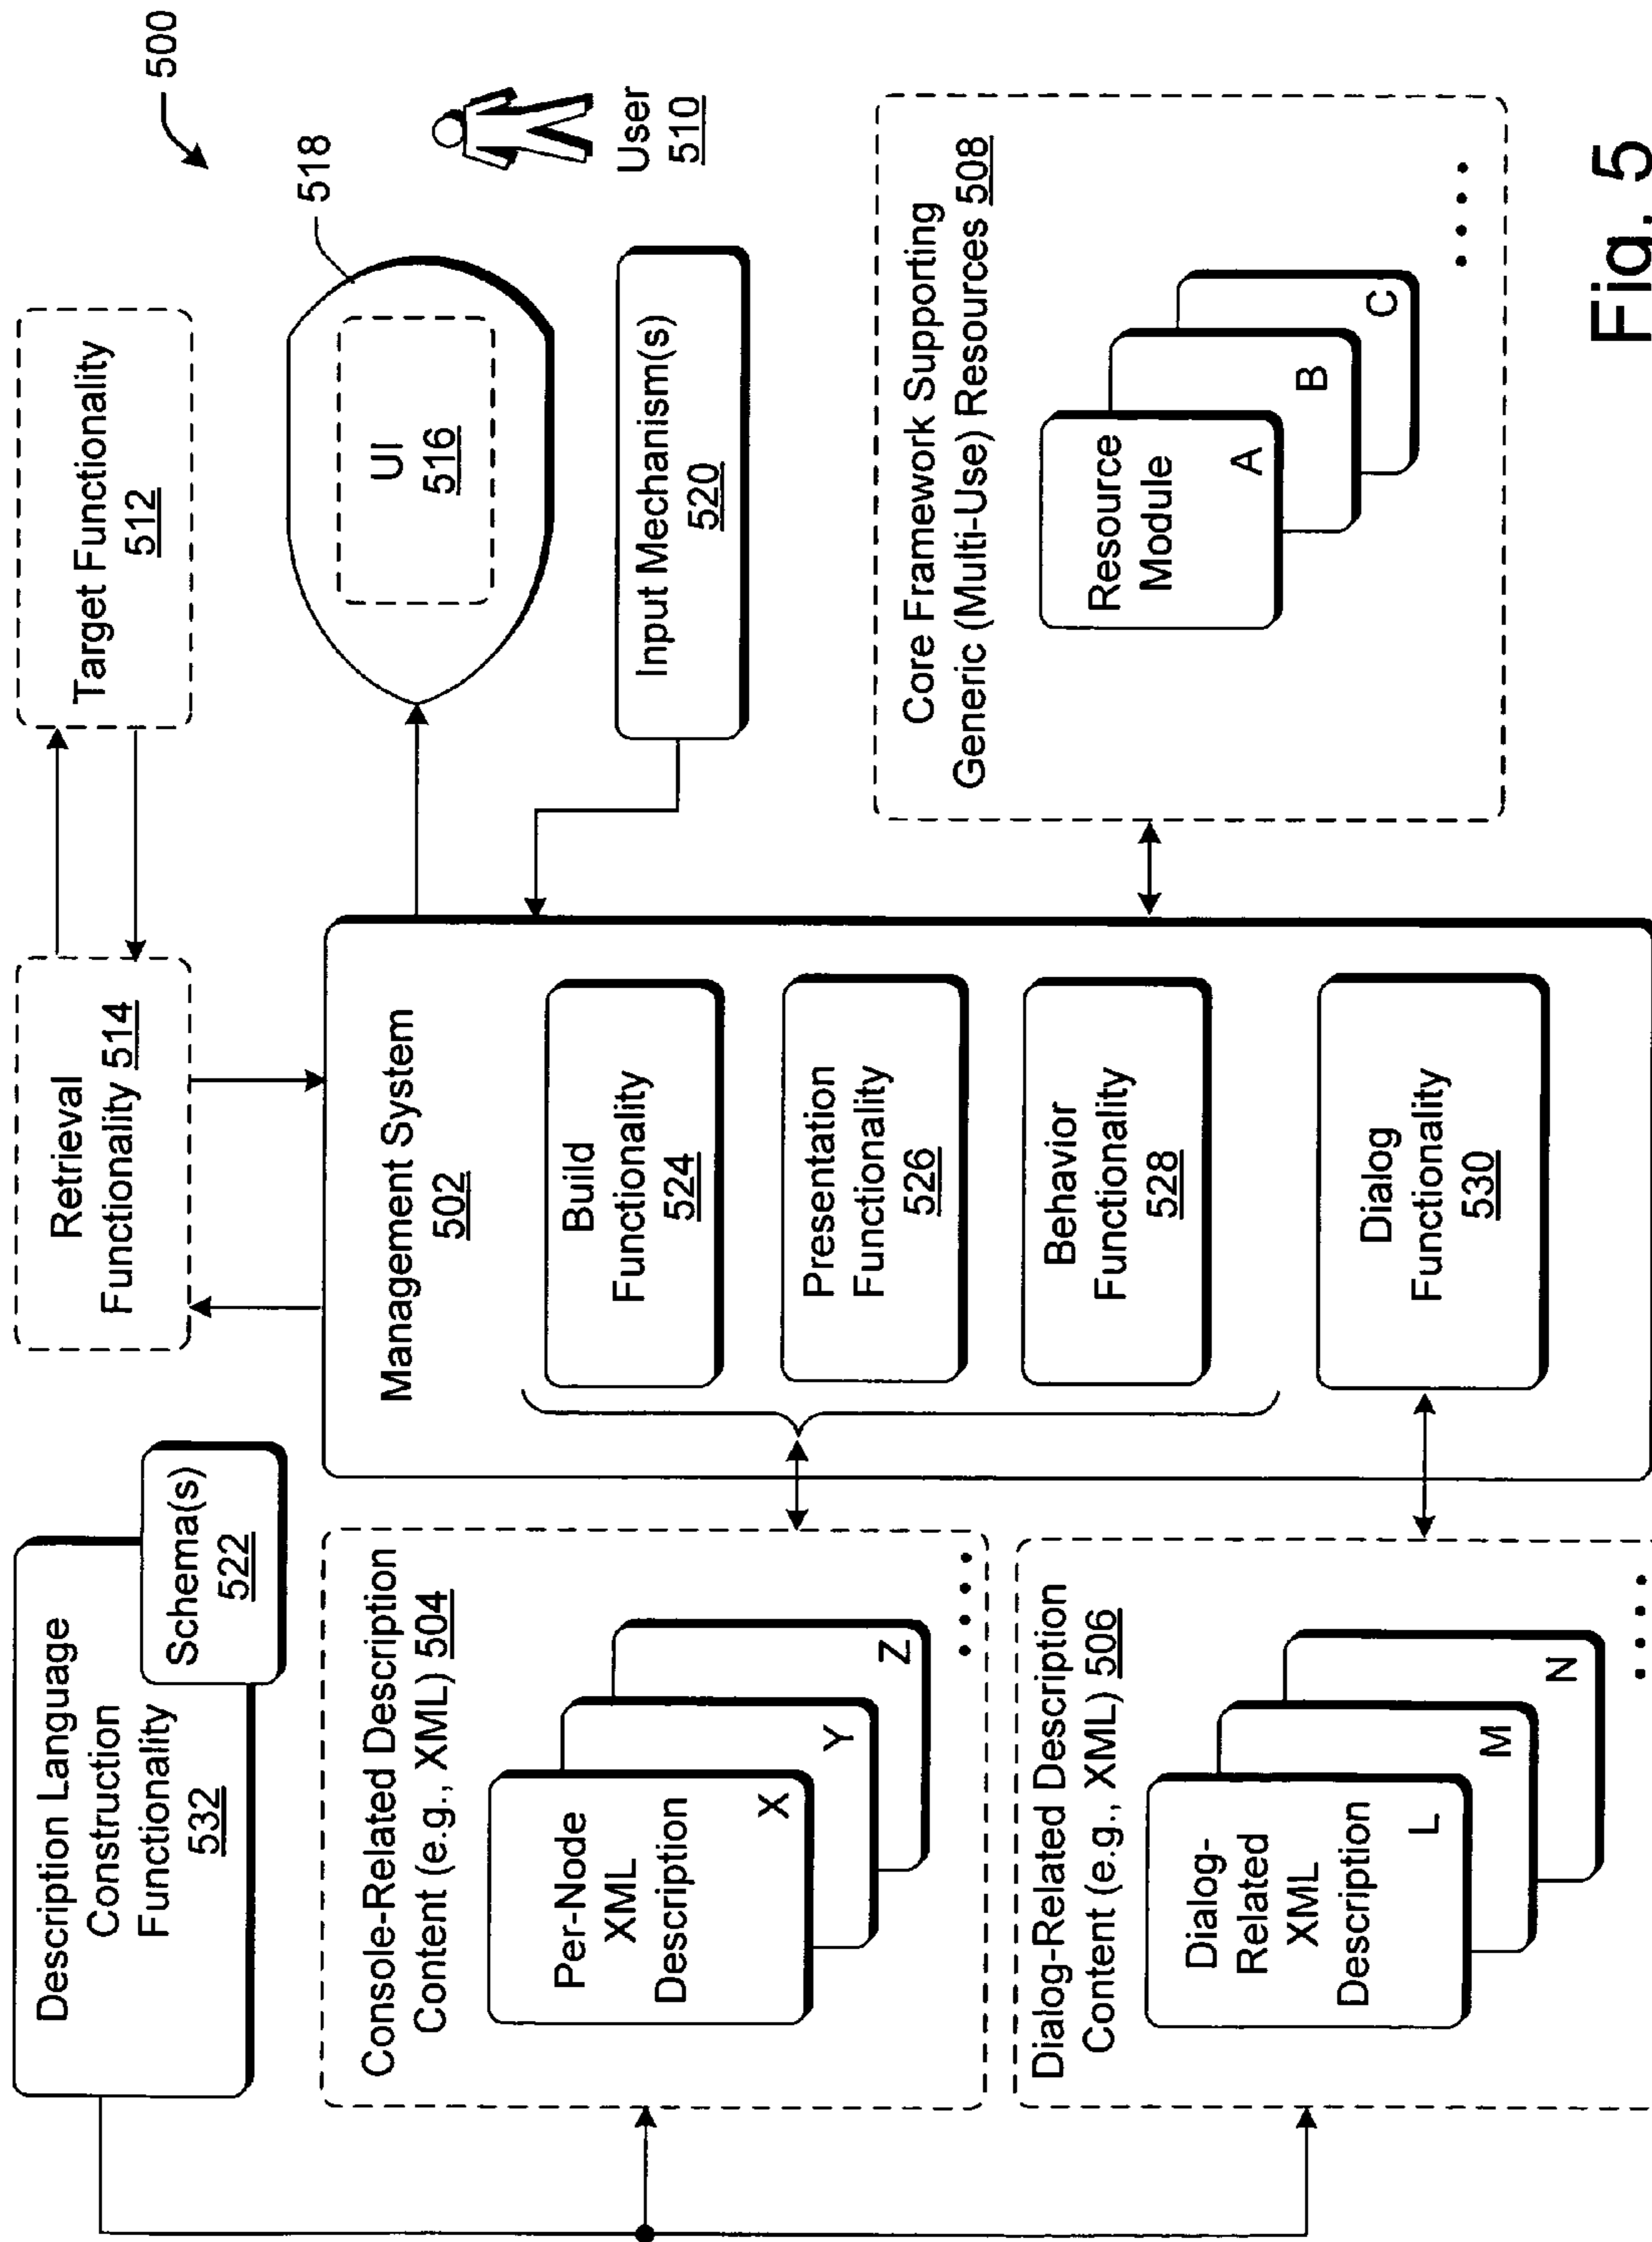 500
Description Language
Construction
Functionality
532
Schema(s)
522
Retrieval
Functionality 514
Target Functionality
512
518
UI
516
User
510
Input Mechanism(s)
520
Management System
502
Build
Functionality
524
Presentation
Functionality
526
Behavior
Functionality
528
Dialog
Functionality
530
Console-Related Description
Content (e.g., XML) 504
Per-Node
XML
Description
X
Y
Z
Dialog-Related Description
Content (e.g., XML) 506
Dialog-
Related
XML
Description
L
M
N
Core Framework Supporting
Generic (Multi-Use) Resources 508
Resource
Module
A
B
C
Fig. 5